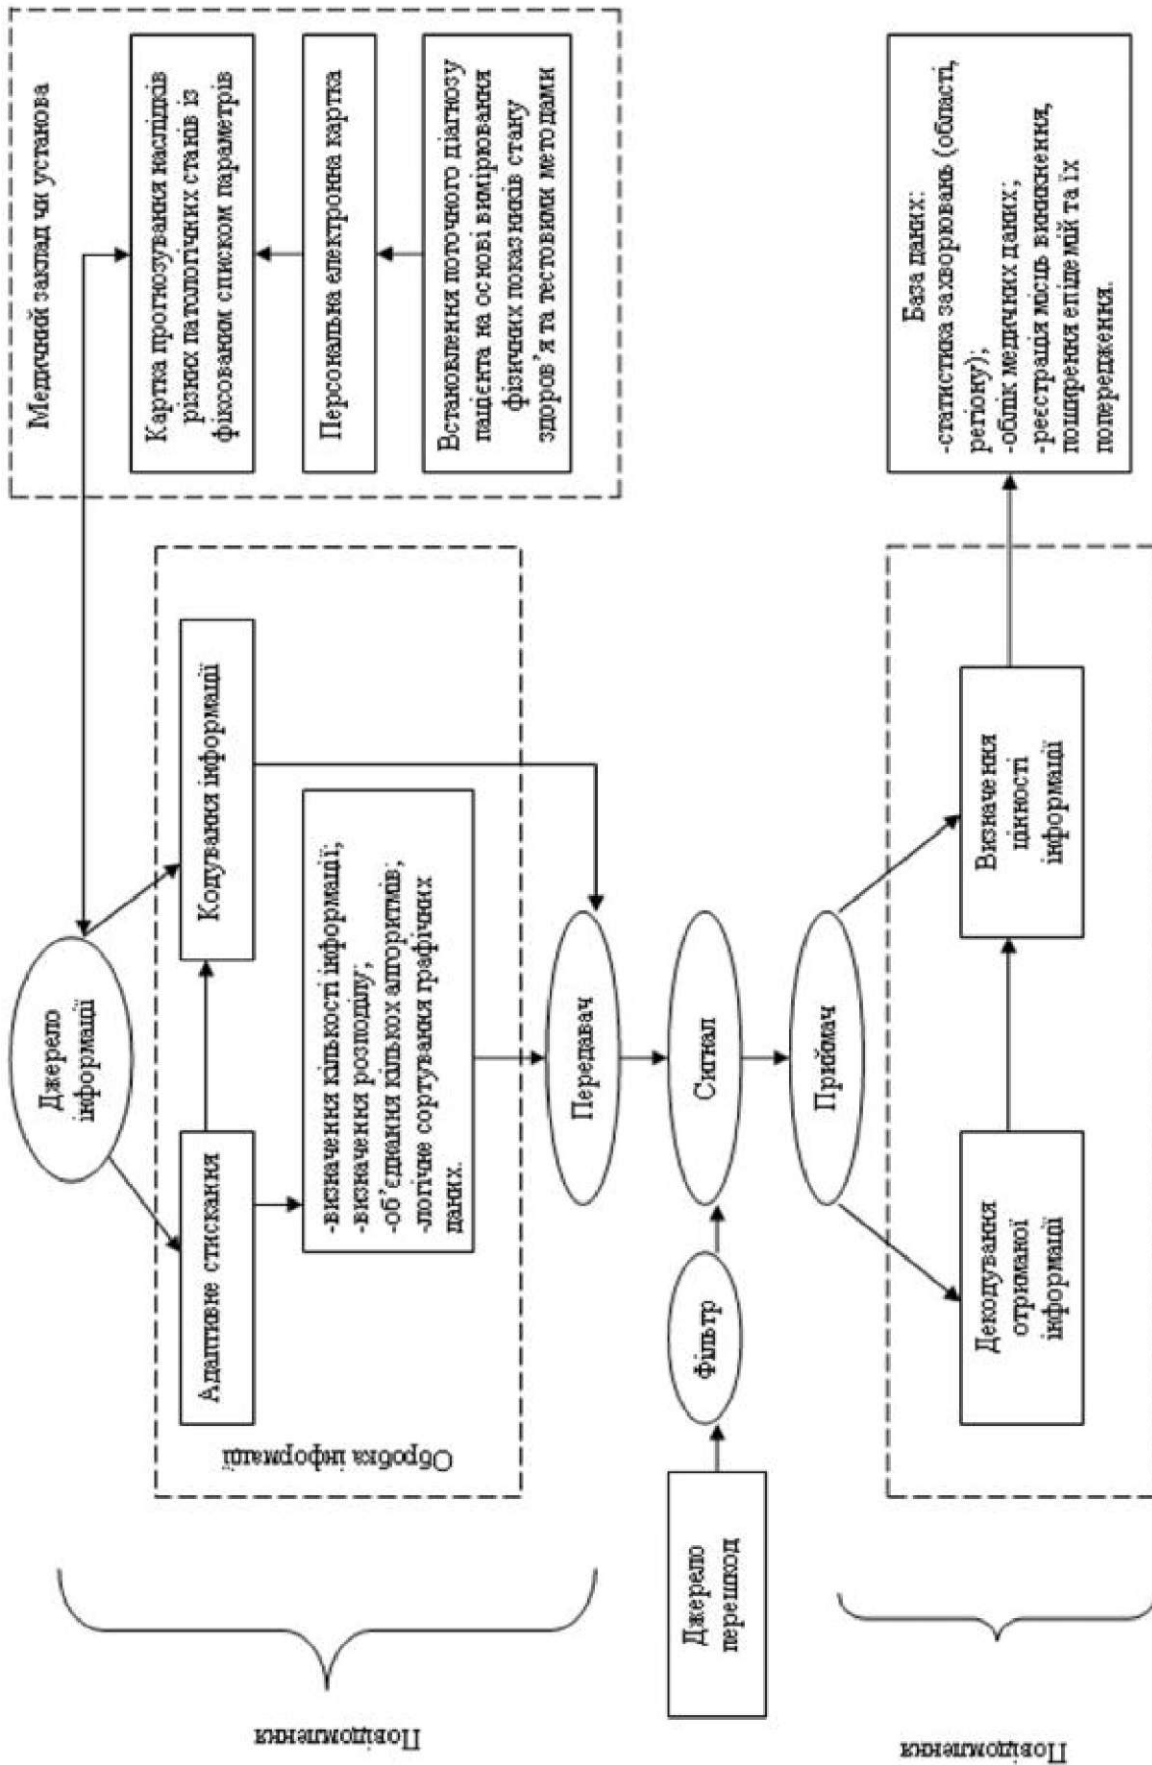 Джерело
інформації
Медичний заклад чи установа
Картка прогнозування наслідків
різних патологічних станів із
фіксованим списком параметрів
Персональна електронна картка
Встановлення поточного діагнозу
пацієнта на основі вимірювання
фізичних показників стану
здоров'я та тестовими методами
Обробка інформації
Адаптивне стискання
Кодування інформації
-визначення кількості інформації;
-визначення розподілу;
-об'єднання кількох алгоритмів;
-логічне сортування графічних
даних.
Повідомлення
Передавач
Джерело
перешкод
Фільтр
Сигнал
Приймач
Повідомлення
Декодування
отриманої
інформації
Визначення
цінності
інформації
База даних:
-статистика захворювань (області,
регіону);
-облік медичних даних;
-реєстрація місць виникнення,
поширення епідемій та їх
попередження.